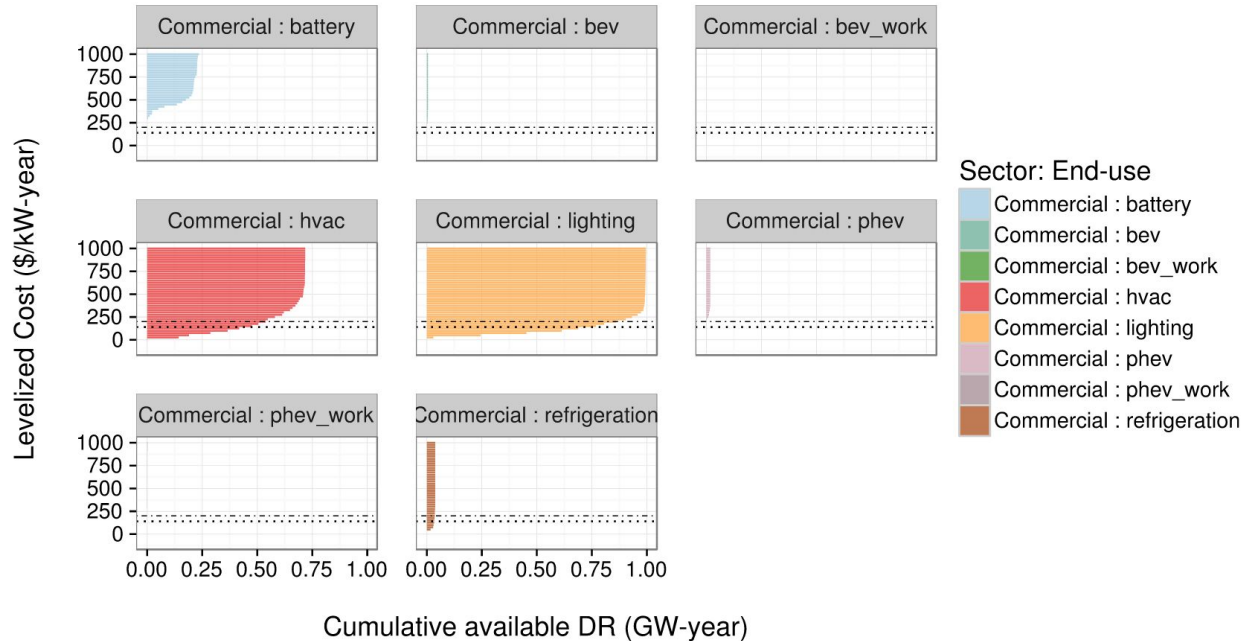 Commercial : battery
Commercial : bev
Commercial : bev_work
1000
750
500
250
0
Commercial : hvac
Commercial : lighting
Commercial : phev
1000
750
500
250
0
Commercial : phev_work
Commercial : refrigeration
1000
750
500
250
0
0.00 0.25 0.50 0.75 1.00
0.00 0.25 0.50 0.75 1.00
Levelized Cost ($/kW-year)
Cumulative available DR (GW-year)
Sector: End-use
Commercial : battery
Commercial : bev
Commercial : bev_work
Commercial : hvac
Commercial : lighting
Commercial : phev
Commercial : phev_work
Commercial : refrigeration